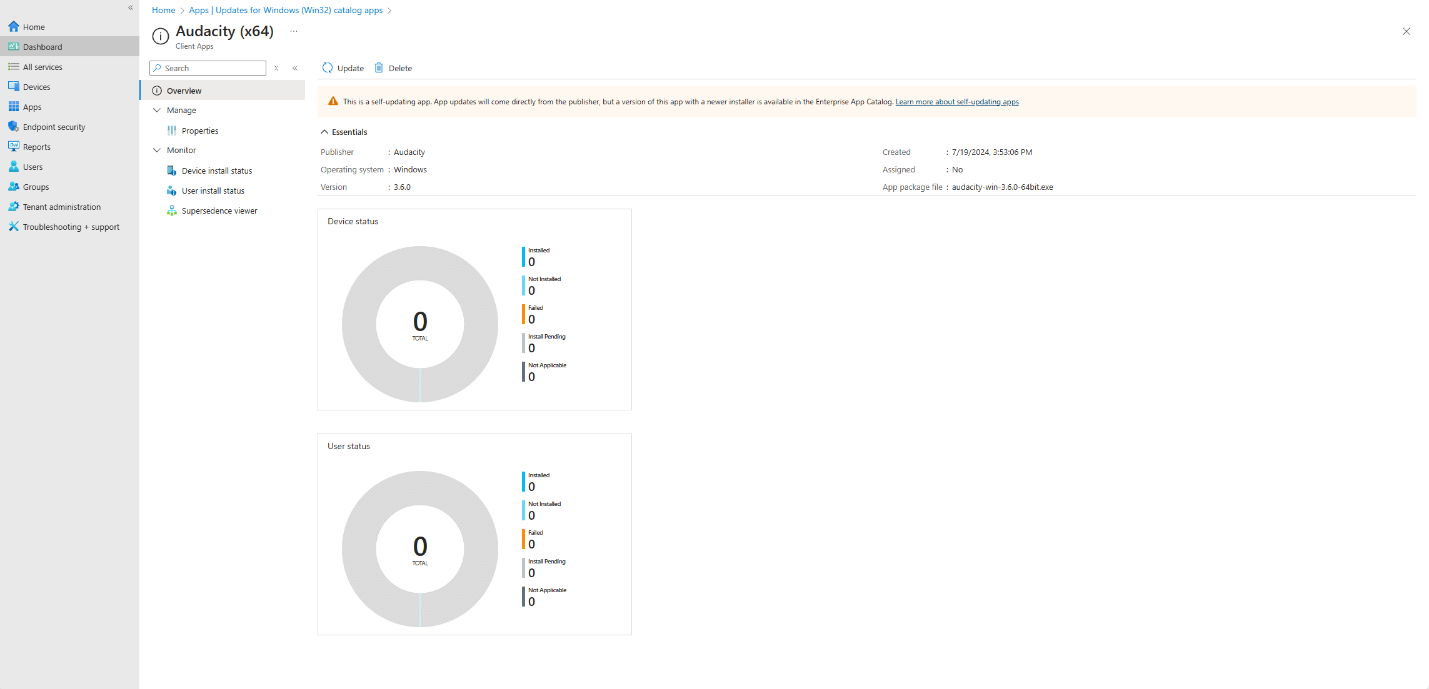 Home > Apps | Updates for Windows (Win32) catalog apps >
Audacity (x64) ...
Client Apps
Home
Dashboard
All services
Devices
Apps
Endpoint security
Reports
Users
Groups
Tenant administration
Troubleshooting + support
Search
Overview
Manage
Properties
Monitor
Device install status
User install status
Supersedence viewer
Update Delete
This is a self-updating app. App updates will come directly from the publisher, but a version of this app with a newer installer is available in the Enterprise App Catalog. Learn more about self-updating apps
Essentials
Publisher : Audacity
Operating system : Windows
Version : 3.6.0
Created : 7/19/2024, 3:53:06 PM
Assigned : No
App package file : audacity-win-3.6.0-64bit.exe
Device status
0
TOTAL
Installed
0
Not Installed
0
Failed
0
Install Pending
0
Not Applicable
0
User status
0
TOTAL
Installed
0
Not Installed
0
Failed
0
Install Pending
0
Not Applicable
0